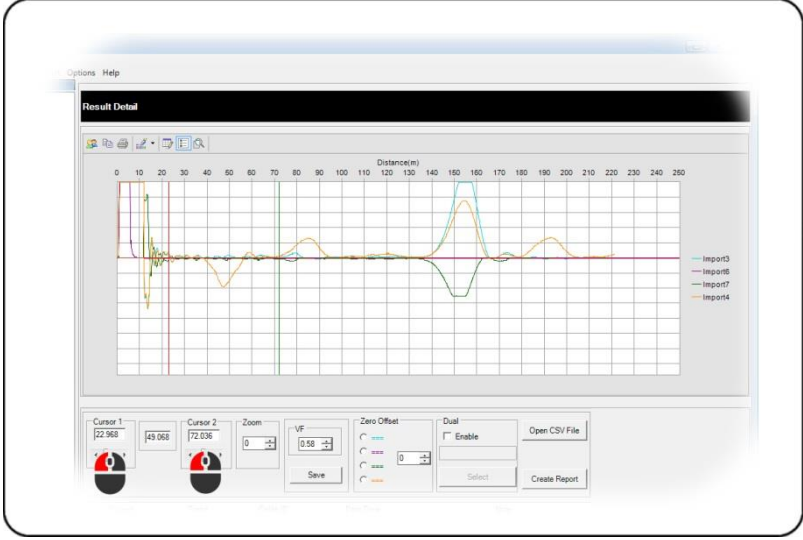 Options Help
Result Detail
Distance(m)
0 10 20 30 40 50 60 70 80 90 100 110 120 130 140 150 160 170 180 190 200 210 220 230 240 250
Import3
Import6
Import7
Import4
Cursor 1 Cursor 2 Zoom VF Zero Offset Dual
22.968 49.068 72.036 0 0.58 0 Enable Open CSV File
Save Select Create Report